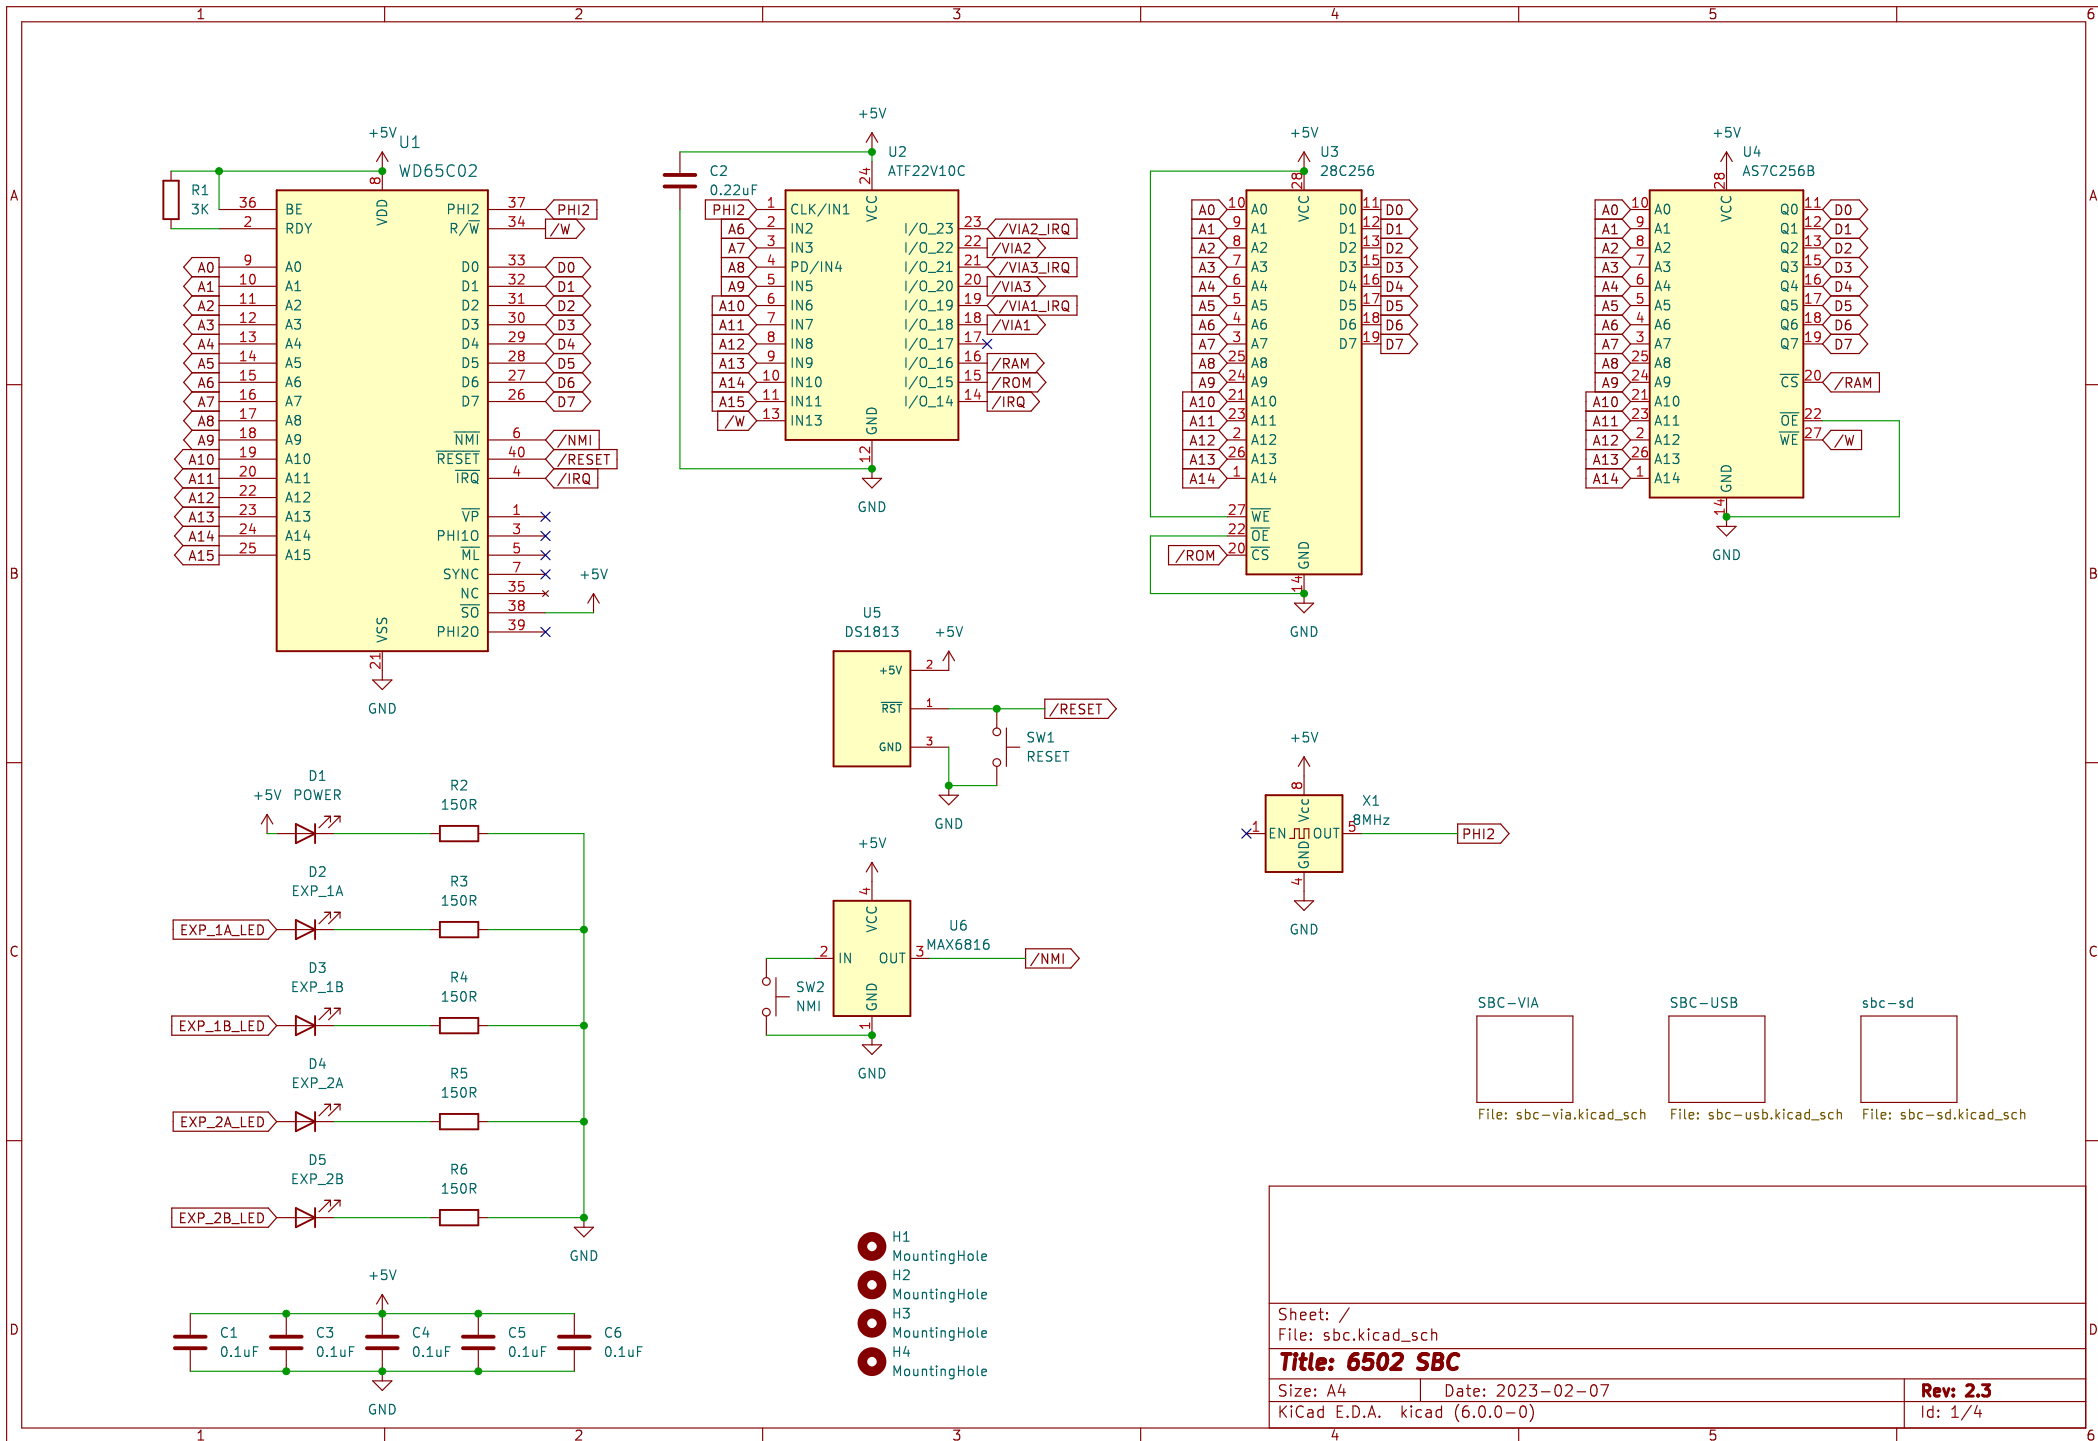 1 2 3 4 5 6
A
B
C
D
+5V
U1
WD65C02
R1
3K
8
VDD
36 BE
2 RDY
A0 9 A0
A1 10 A1
A2 11 A2
A3 12 A3
A4 13 A4
A5 14 A5
A6 15 A6
A7 16 A7
A8 17 A8
A9 18 A9
A10 19 A10
A11 20 A11
A12 22 A12
A13 23 A13
A14 24 A14
A15 25 A15
PHI2 37 PHI2
R/W 34 /W
D0 33 D0
D1 32 D1
D2 31 D2
D3 30 D3
D4 29 D4
D5 28 D5
D6 27 D6
D7 26 D7
NMI 6 /NMI
RESET 40 /RESET
IRQ 4 /IRQ
VP 1
PHI1O 3
ML 5
SYNC 7
NC 35
SO 38
PHI2O 39
+5V
VSS
21
GND
+5V
U2
ATF22V10C
C2
0.22uF
24
VCC
PHI2 1 CLK/IN1
A6 2 IN2
A7 3 IN3
A8 4 PD/IN4
A9 5 IN5
A10 6 IN6
A11 7 IN7
A12 8 IN8
A13 9 IN9
A14 10 IN10
A15 11 IN11
/W 13 IN13
I/O_23 23 /VIA2_IRQ
I/O_22 22 /VIA2
I/O_21 21 /VIA3_IRQ
I/O_20 20 /VIA3
I/O_19 19 /VIA1_IRQ
I/O_18 18 /VIA1
I/O_17 17
I/O_16 16 /RAM
I/O_15 15 /ROM
I/O_14 14 /IRQ
GND
12
GND
+5V
U3
28C256
28
VCC
A0 10 A0
A1 9 A1
A2 8 A2
A3 7 A3
A4 6 A4
A5 5 A5
A6 4 A6
A7 3 A7
A8 25 A8
A9 24 A9
A10 21 A10
A11 23 A11
A12 2 A12
A13 26 A13
A14 1 A14
27 WE
22 OE
/ROM 20 CS
D0 11 D0
D1 12 D1
D2 13 D2
D3 15 D3
D4 16 D4
D5 17 D5
D6 18 D6
D7 19 D7
GND
14
GND
+5V
U4
AS7C256B
28
VCC
A0 10 A0
A1 9 A1
A2 8 A2
A3 7 A3
A4 6 A4
A5 5 A5
A6 4 A6
A7 3 A7
A8 25 A8
A9 24 A9
A10 21 A10
A11 23 A11
A12 2 A12
A13 26 A13
A14 1 A14
Q0 11 D0
Q1 12 D1
Q2 13 D2
Q3 15 D3
Q4 16 D4
Q5 17 D5
Q6 18 D6
Q7 19 D7
CS 20 /RAM
OE 22
WE 27 /W
GND
14
GND
U5
DS1813
+5V
+5V 2
RST 1
GND 3
/RESET
SW1
RESET
GND
+5V
8
Vcc
X1
8MHz
1 EN
OUT 5
PHI2
GND
4
GND
+5V
4
VCC
U6
MAX6816
2 IN
OUT 3
/NMI
SW2
NMI
GND
1
GND
+5V
D1
POWER
R2
150R
D2
EXP_1A
EXP_1A_LED
R3
150R
D3
EXP_1B
EXP_1B_LED
R4
150R
D4
EXP_2A
EXP_2A_LED
R5
150R
D5
EXP_2B
EXP_2B_LED
R6
150R
GND
+5V
C1
0.1uF
C3
0.1uF
C4
0.1uF
C5
0.1uF
C6
0.1uF
GND
H1
MountingHole
H2
MountingHole
H3
MountingHole
H4
MountingHole
SBC-VIA
File: sbc-via.kicad_sch
SBC-USB
File: sbc-usb.kicad_sch
sbc-sd
File: sbc-sd.kicad_sch
Sheet: /
File: sbc.kicad_sch
Title: 6502 SBC
Size: A4
Date: 2023-02-07
Rev: 2.3
KiCad E.D.A. kicad (6.0.0-0)
Id: 1/4
A
B
C
D
1 2 3 4 5 6